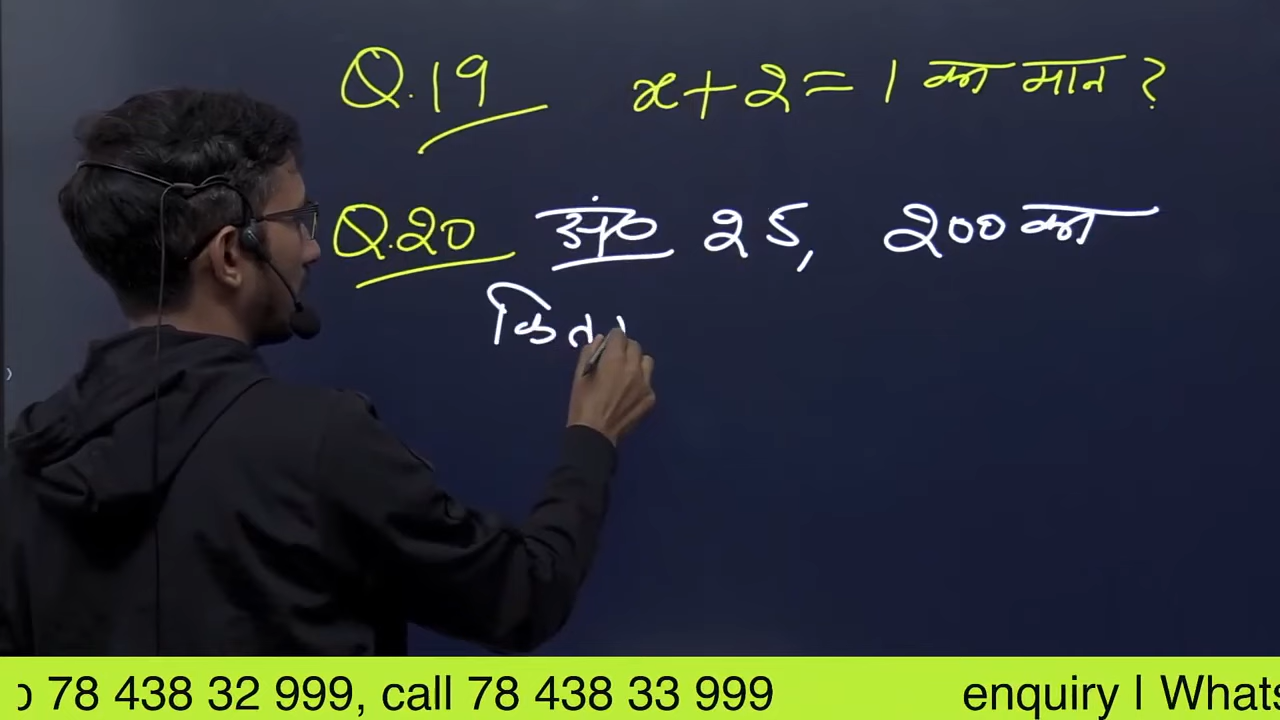 Q.19 x+2=1 का मान ?
Q.20 सं० 25, 200 का
कित
78 438 32 999, call 78 438 33 999 enquiry I Whats